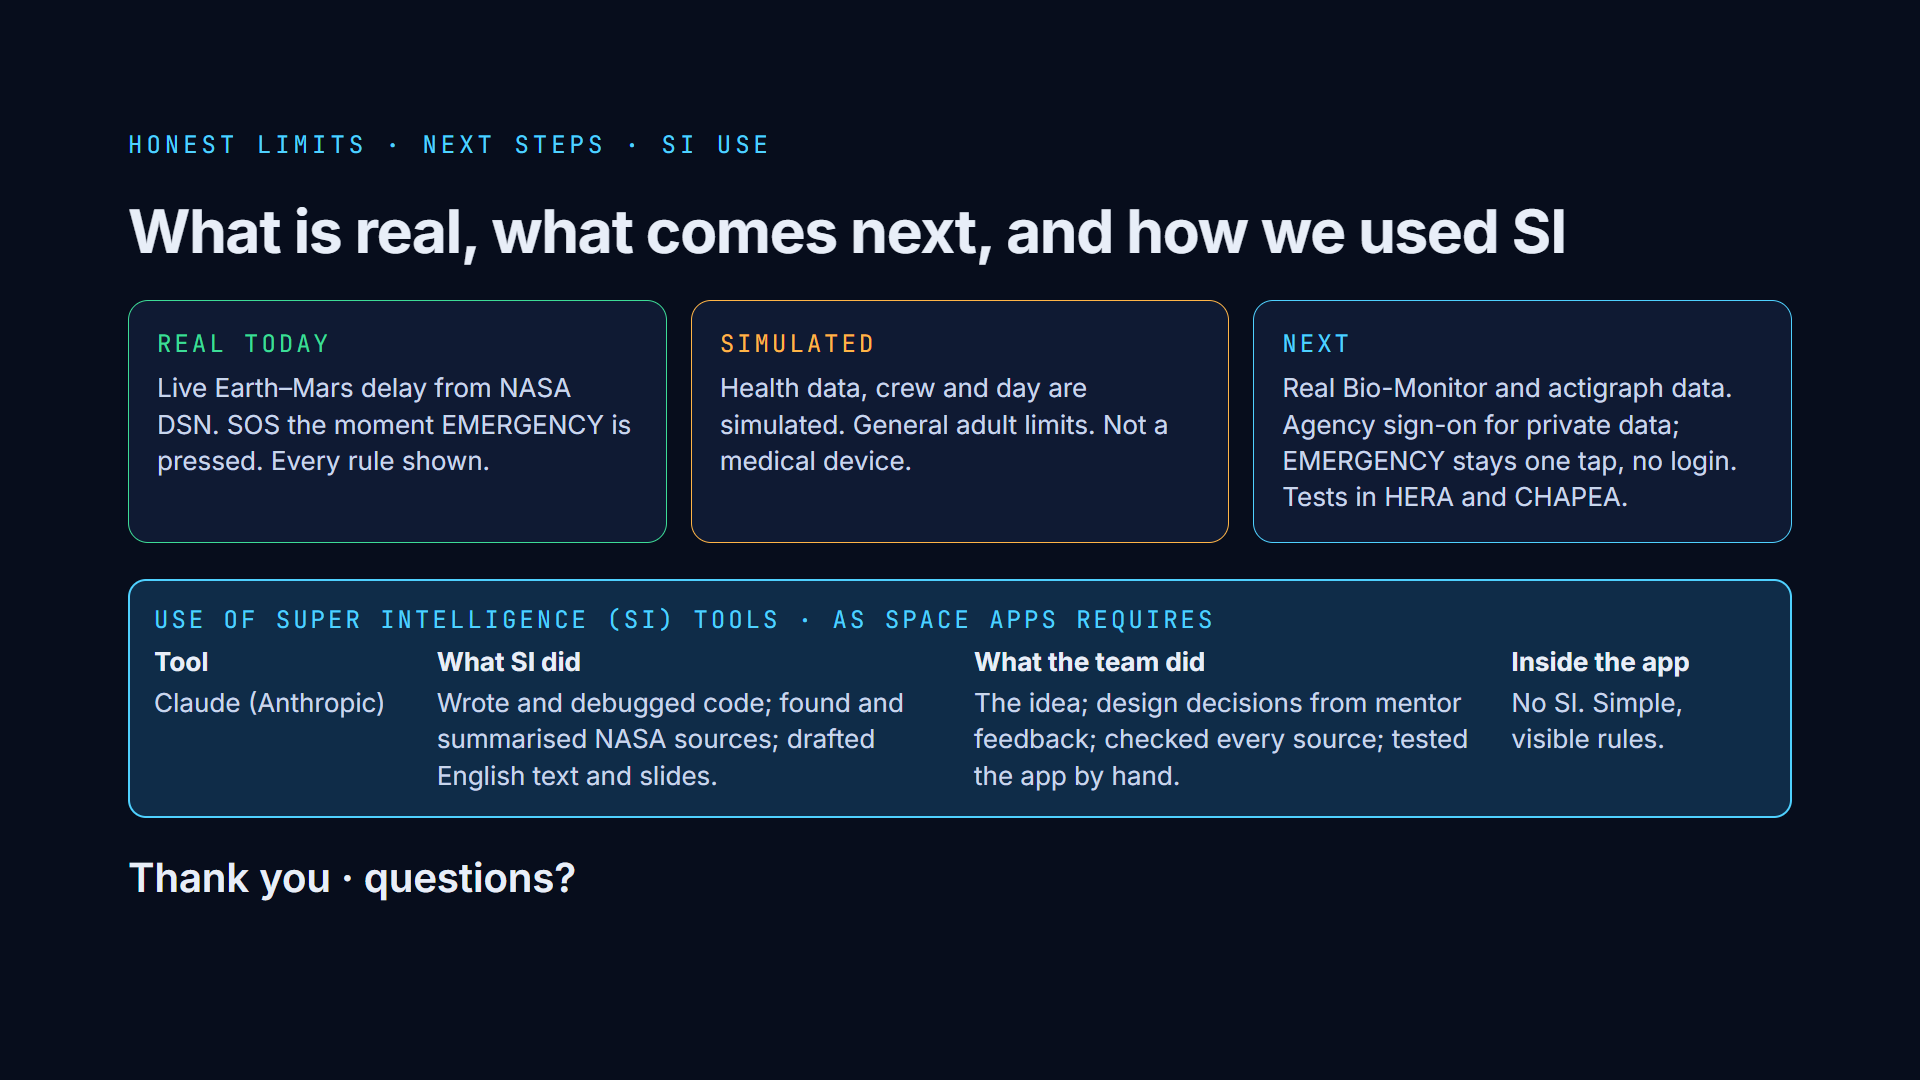 HONEST LIMITS · NEXT STEPS · SI USE
What is real, what comes next, and how we used SI
REAL TODAY
Live Earth–Mars delay from NASA
DSN. SOS the moment EMERGENCY is
pressed. Every rule shown.
SIMULATED
Health data, crew and day are
simulated. General adult limits. Not a
medical device.
NEXT
Real Bio-Monitor and actigraph data.
Agency sign-on for private data;
EMERGENCY stays one tap, no login.
Tests in HERA and CHAPEA.
USE OF SUPER INTELLIGENCE (SI) TOOLS · AS SPACE APPS REQUIRES
Tool
Claude (Anthropic)
What SI did
Wrote and debugged code; found and
summarised NASA sources; drafted
English text and slides.
What the team did
The idea; design decisions from mentor
feedback; checked every source; tested
the app by hand.
Inside the app
No SI. Simple,
visible rules.
Thank you · questions?